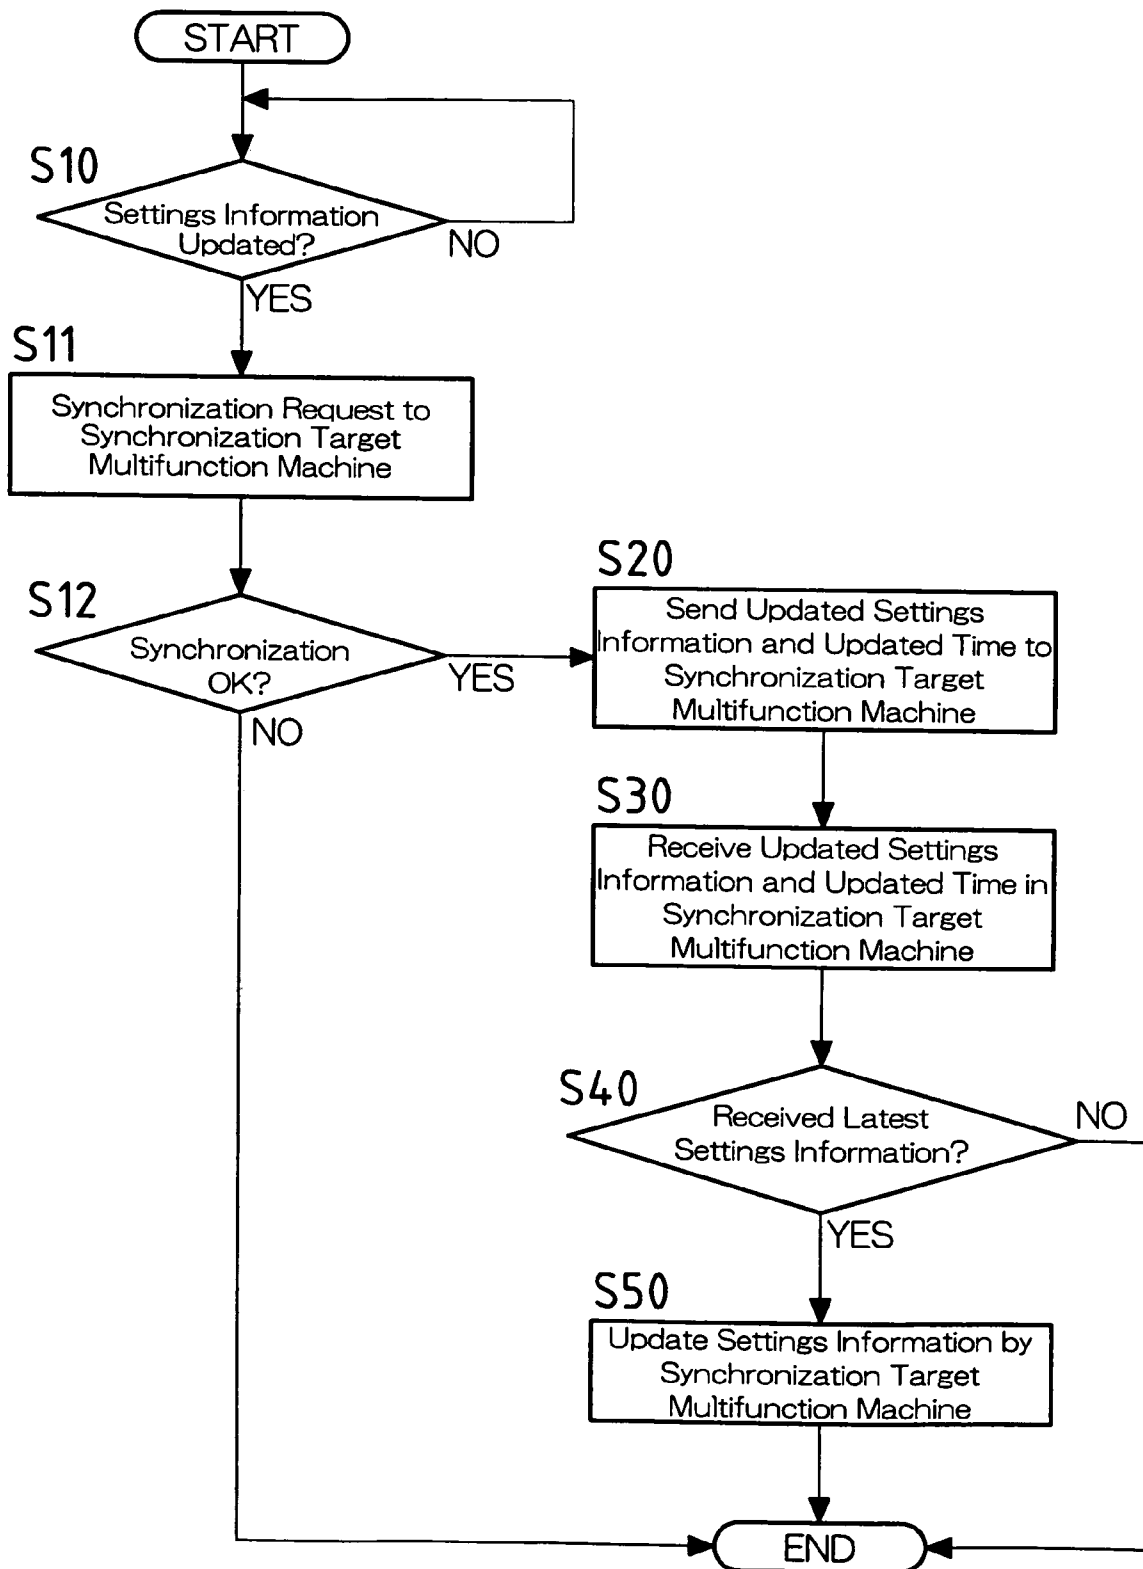 START
S10
Settings Information
Updated?
NO
YES
S11
Synchronization Request to
Synchronization Target
Multifunction Machine
S12
Synchronization
OK?
YES
NO
S20
Send Updated Settings
Information and Updated Time to
Synchronization Target
Multifunction Machine
S30
Receive Updated Settings
Information and Updated Time in
Synchronization Target
Multifunction Machine
S40
Received Latest
Settings Information?
NO
YES
S50
Update Settings Information by
Synchronization Target
Multifunction Machine
END